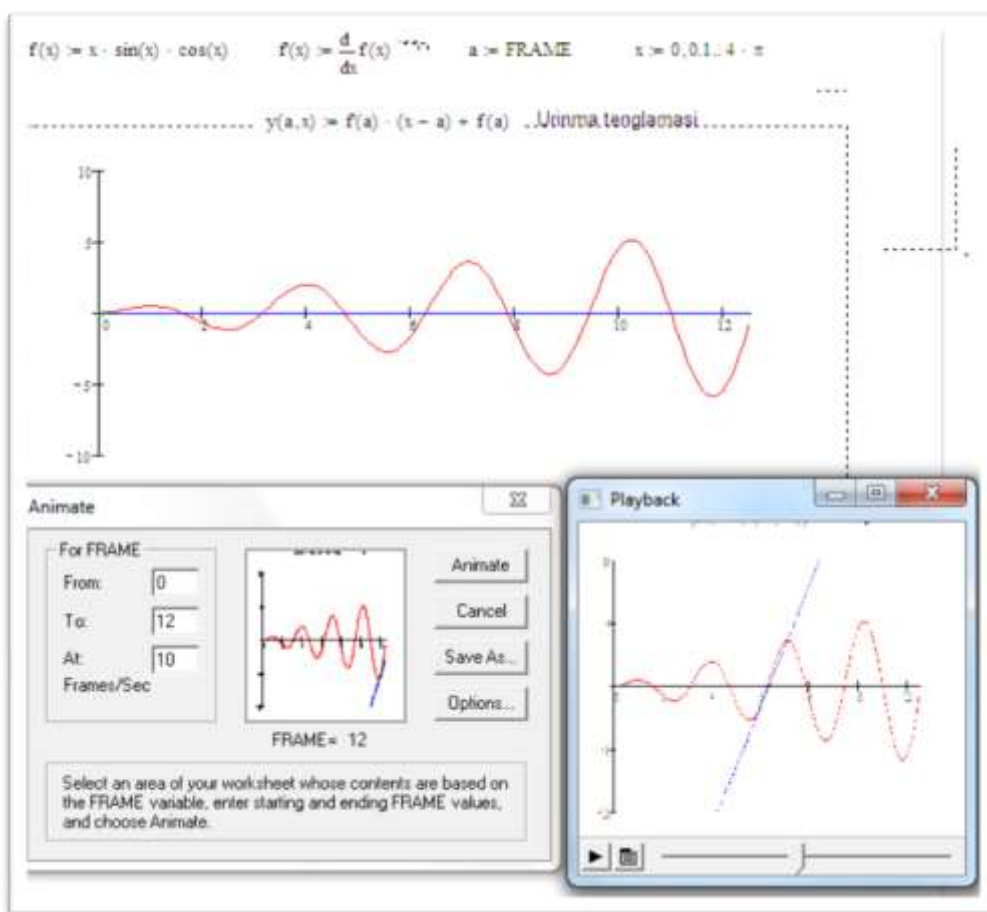 f(x) := x · sin(x) · cos(x) f(x) := d/dx f(x) a := FRAME x := 0,0.1..4 · π
y(a,x) := f(a) · (x − a) + f(a) Urinma tenglamasi
10
5
0 2 4 6 8 10 12
−5
−10
Animate
For FRAME
From: 0
To: 12
At: 10
Frames/Sec
Animate
Cancel
Save As...
Options...
FRAME= 12
Select an area of your worksheet whose contents are based on
the FRAME variable, enter starting and ending FRAME values,
and choose Animate.
Playback